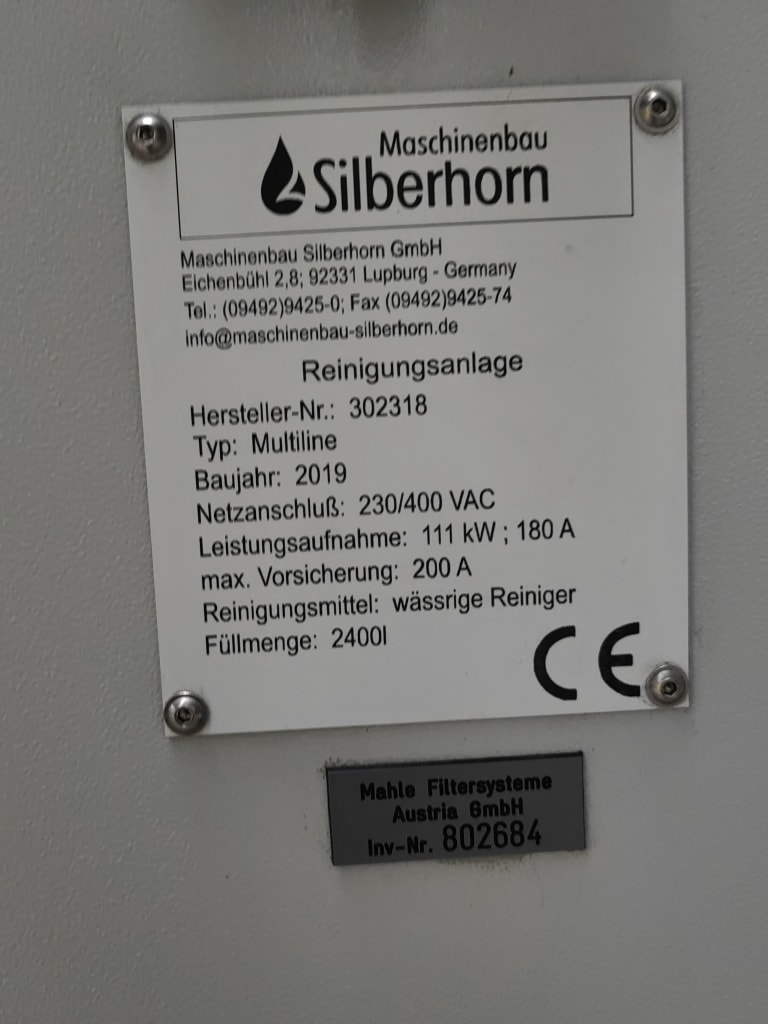 Maschinenbau
Silberhorn
Maschinenbau Silberhorn GmbH
Eichenbühl 2,8; 92331 Lupburg - Germany
Tel.: (09492)9425-0; Fax (09492)9425-74
info@maschinenbau-silberhorn.de
Reinigungsanlage
Hersteller-Nr.: 302318
Typ: Multiline
Baujahr: 2019
Netzanschluß: 230/400 VAC
Leistungsaufnahme: 111 kW ; 180 A
max. Vorsicherung: 200 A
Reinigungsmittel: wässrige Reiniger
Füllmenge: 2400l
CE
Mahle Filtersysteme
Austria GmbH
Inv-Nr. 802684